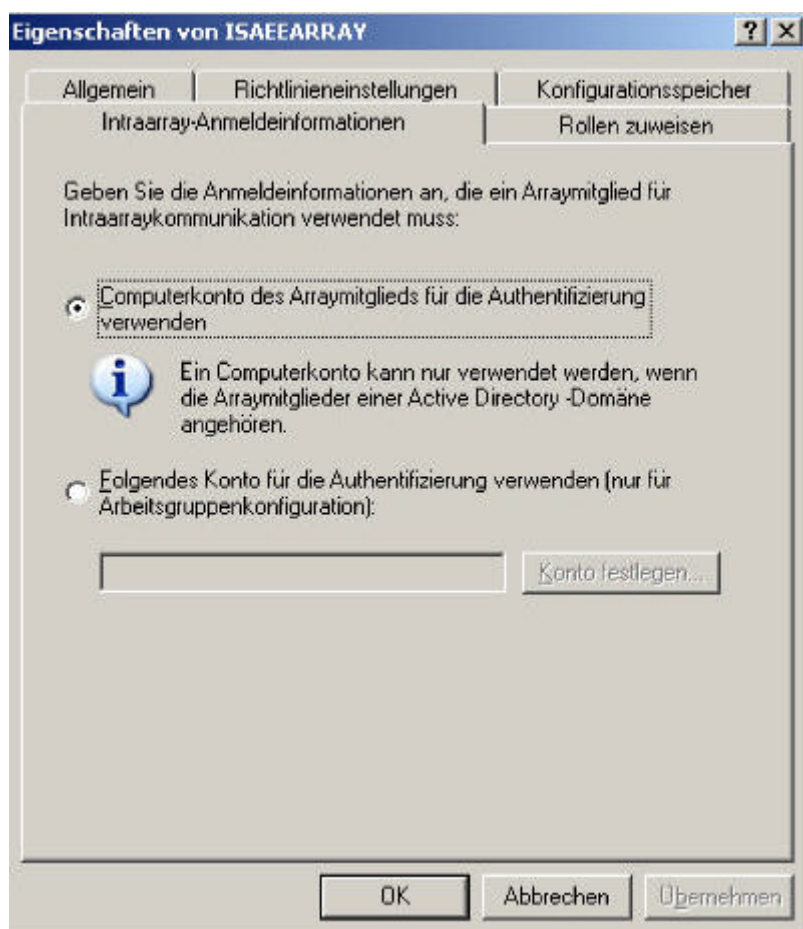 Eigenschaften von ISAEEARRAY
Allgemein
Richtlinieneinstellungen
Konfigurationsspeicher
Intraarray-Anmeldeinformationen
Rollen zuweisen
Geben Sie die Anmeldeinformationen an, die ein Arraymitglied für
Intraarraykommunikation verwendet muss:
Computerkonto des Arraymitglieds für die Authentifizierung
verwenden
Ein Computerkonto kann nur verwendet werden, wenn
die Arraymitglieder einer Active Directory -Domäne
angehören.
Folgendes Konto für die Authentifizierung verwenden (nur für
Arbeitsgruppenkonfiguration):
Konto festlegen...
OK
Abbrechen
Übernehmen